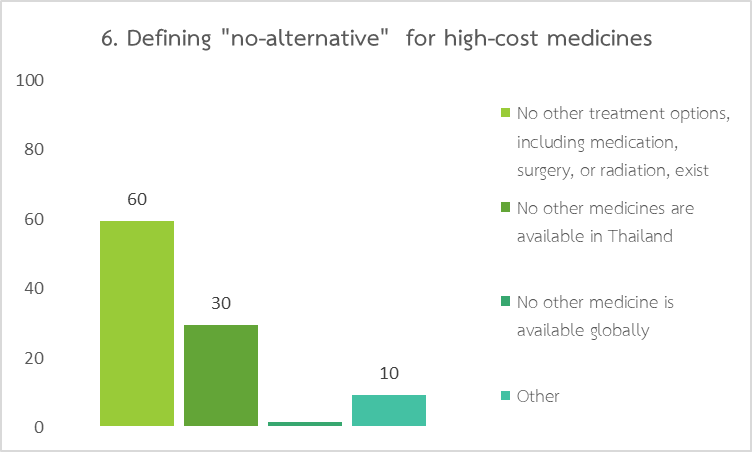 6. Defining "no-alternative"  for high-cost medicines
100
80
60
40
20
0
60
30
10
No other treatment options,
including medication,
surgery, or radiation, exist
No other medicines are
available in Thailand
No other medicine is
available globally
Other